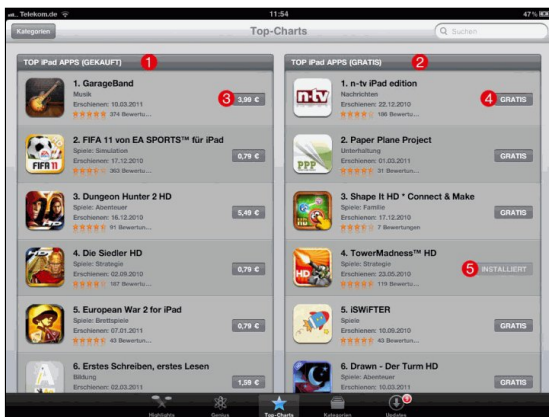 Telekom.de
11:54
47%
Kategorien
Top-Charts
Suchen
TOP iPad APPS (GEKAUFT) 1
1. GarageBand
Musik
Erschienen: 10.03.2011
374 Bewertu...
3 3,99 €
2. FIFA 11 von EA SPORTS™ für iPad
Spiele: Simulation
Erschienen: 17.12.2010
363 Bewertu...
0,79 €
FIFA 11
3. Dungeon Hunter 2 HD
Spiele: Abenteuer
Erschienen: 16.12.2010
91 Bewertun...
5,49 €
4. Die Siedler HD
Spiele: Strategie
Erschienen: 02.09.2010
187 Bewertu...
0,79 €
HD
5. European War 2 for iPad
Spiele: Brettspiele
Erschienen: 07.01.2011
43 Bewertun...
0,79 €
6. Erstes Schreiben, erstes Lesen
Bildung
Erschienen: 02.03.2011
1,59 €
TOP iPad APPS (GRATIS) 2
1. n-tv iPad edition
Nachrichten
Erschienen: 22.12.2010
196 Bewertu...
4 GRATIS
n-tv
2. Paper Plane Project
Unterhaltung
Erschienen: 01.03.2011
31 Bewertun...
GRATIS
PPP
3. Shape It HD * Connect & Make
Spiele: Familie
Erschienen: 17.12.2010
7 Bewertungen
GRATIS
4. TowerMadness™ HD
Spiele: Strategie
Erschienen: 23.05.2010
119 Bewertu...
5 INSTALLIERT
HD
5. iSWiFTER
Spiele
Erschienen: 10.09.2010
43 Bewertun...
GRATIS
6. Drawn - Der Turm HD
Spiele: Abenteuer
Erschienen: 10.03.2011
GRATIS
Highlights
Genius
Top-Charts
Kategorien
Updates